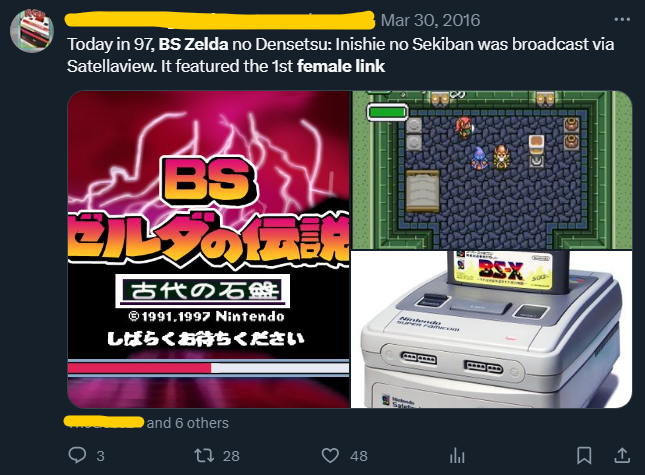 Mar 30, 2016
Today in 97, BS Zelda no Densetsu: Inishie no Sekiban was broadcast via
Satellaview. It featured the 1st female link
BS
ゼルダの伝説
古代の石盤
©1991,1997 Nintendo
しばらくお待ちください
BS-X
Nintendo
SUPER FAMICOM
Nintendo
and 6 others
3 28 48